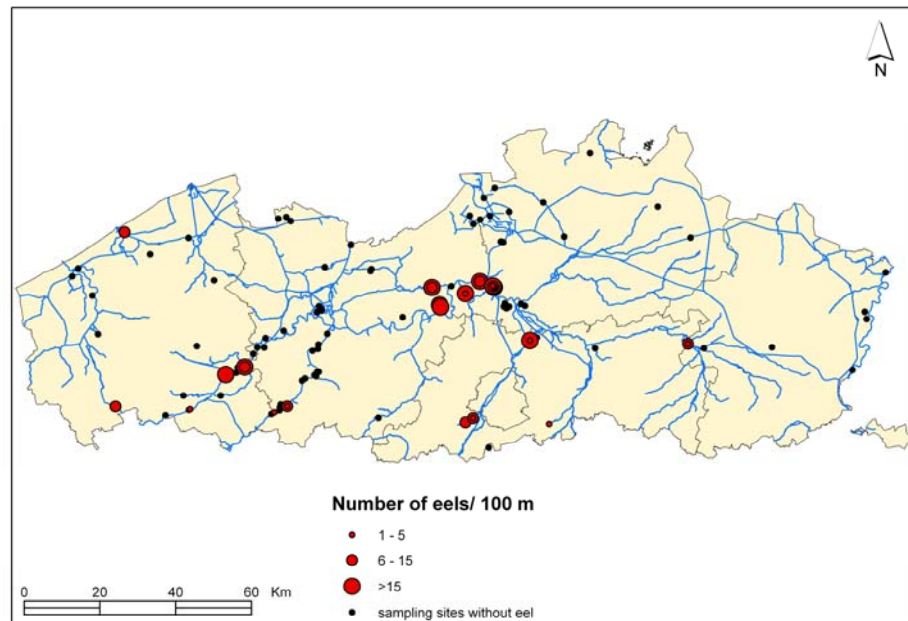 N
Number of eels/ 100 m
1 - 5
6 - 15
>15
sampling sites without eel
0 20 40 60 Km